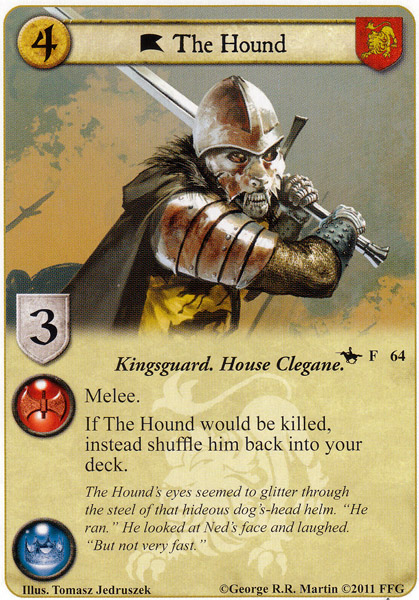 4 The Hound
3
Kingsguard. House Clegane. F 64
Melee.
If The Hound would be killed,
instead shuffle him back into your
deck.
The Hound's eyes seemed to glitter through
the steel of that hideous dog's-head helm. “He
ran.” He looked at Ned's face and laughed.
“But not very fast.”
Illus. Tomasz Jedruszek ©George R.R. Martin ©2011 FFG